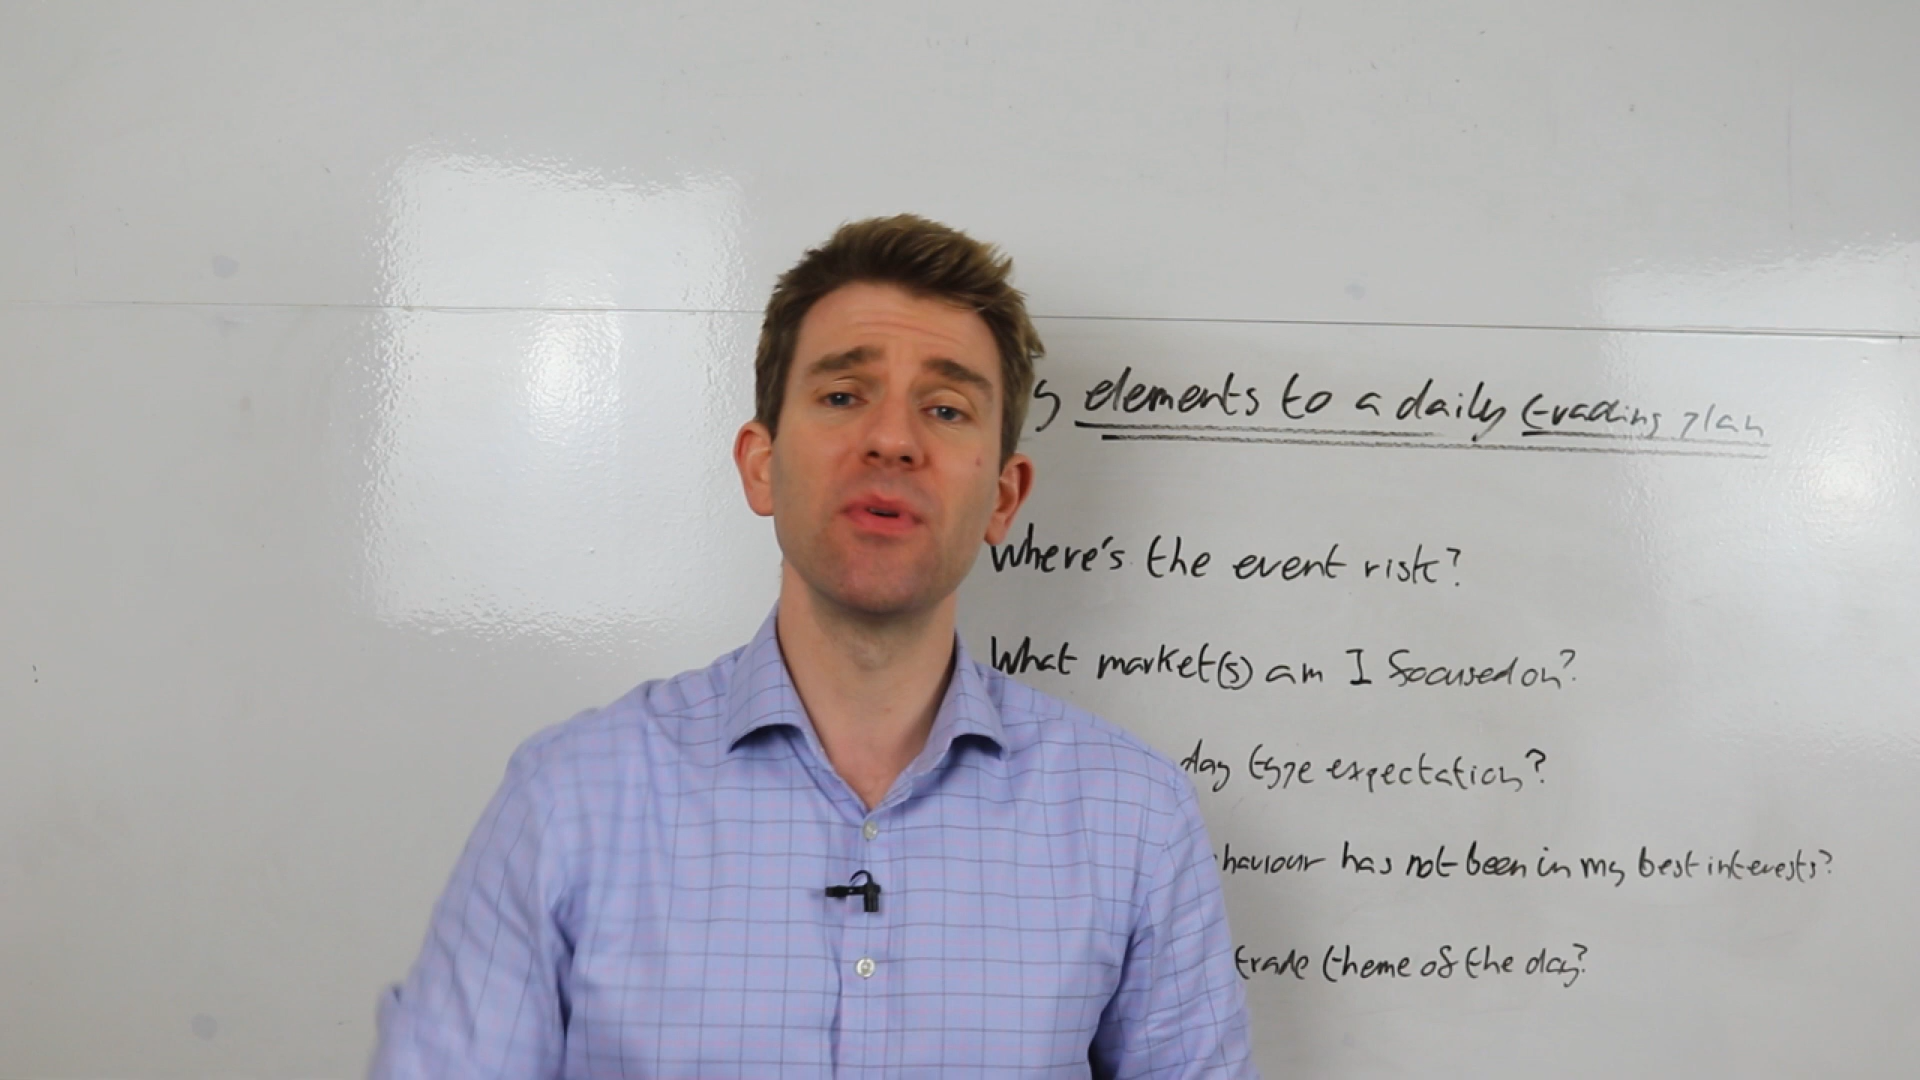 elements to a daily trading plan
Where's the event risk?
What market(s) am I focused on?
day type expectation?
haviour has not been in my best interests?
trade theme of the day?